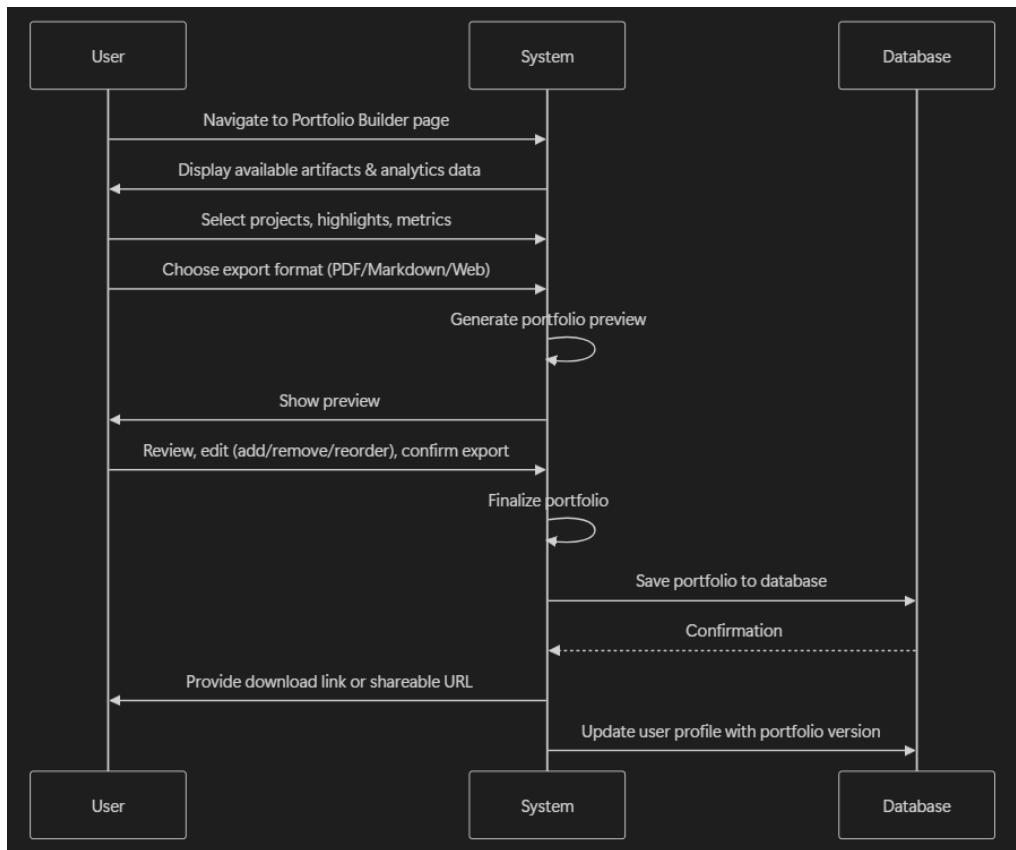 User
System
Database
Navigate to Portfolio Builder page
Display available artifacts & analytics data
Select projects, highlights, metrics
Choose export format (PDF/Markdown/Web)
Generate portfolio preview
Show preview
Review, edit (add/remove/reorder), confirm export
Finalize portfolio
Save portfolio to database
Confirmation
Provide download link or shareable URL
Update user profile with portfolio version
User
System
Database